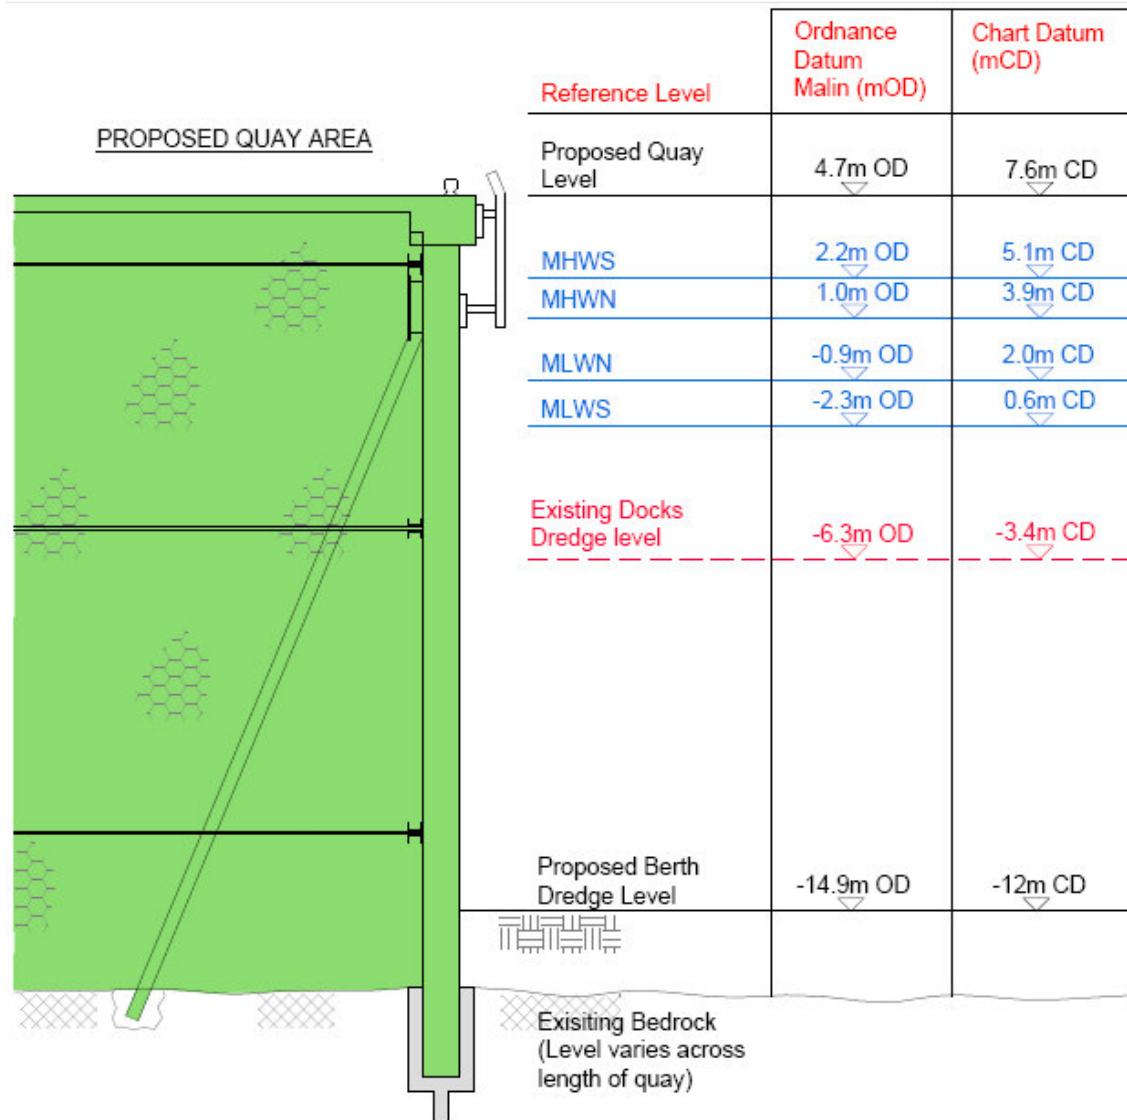 Ordnance
Datum
Malin (mOD)
Chart Datum
(mCD)
Reference Level
PROPOSED QUAY AREA
Proposed Quay
Level
4.7m OD
7.6m CD
MHWS
2.2m OD
5.1m CD
MHWN
1.0m OD
3.9m CD
MLWN
-0.9m OD
2.0m CD
MLWS
-2.3m OD
0.6m CD
Existing Docks
Dredge level
-6.3m OD
-3.4m CD
Proposed Berth
Dredge Level
-14.9m OD
-12m CD
Exisiting Bedrock
(Level varies across
length of quay)